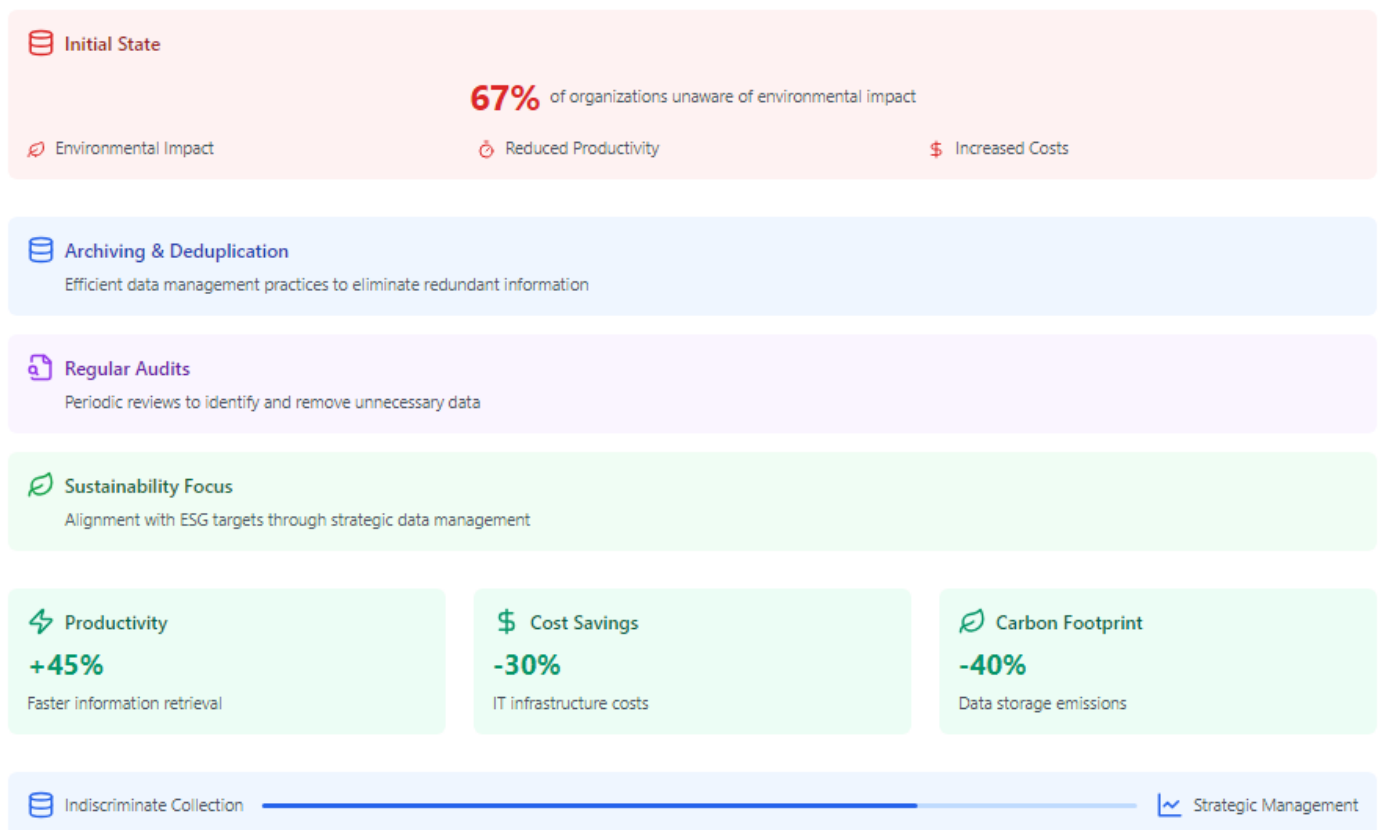 Initial State
67% of organizations unaware of environmental impact
Environmental Impact
Reduced Productivity
Increased Costs
Archiving & Deduplication
Efficient data management practices to eliminate redundant information
Regular Audits
Periodic reviews to identify and remove unnecessary data
Sustainability Focus
Alignment with ESG targets through strategic data management
Productivity
+45%
Faster information retrieval
Cost Savings
-30%
IT infrastructure costs
Carbon Footprint
-40%
Data storage emissions
Indiscriminate Collection
Strategic Management